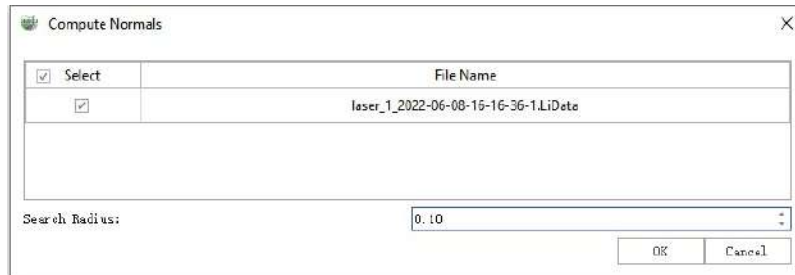 Compute Normals
Select File Name
laser_1_2022-06-08-16-16-36-1.LiData
Search Radius: 0.10
OK Cancel